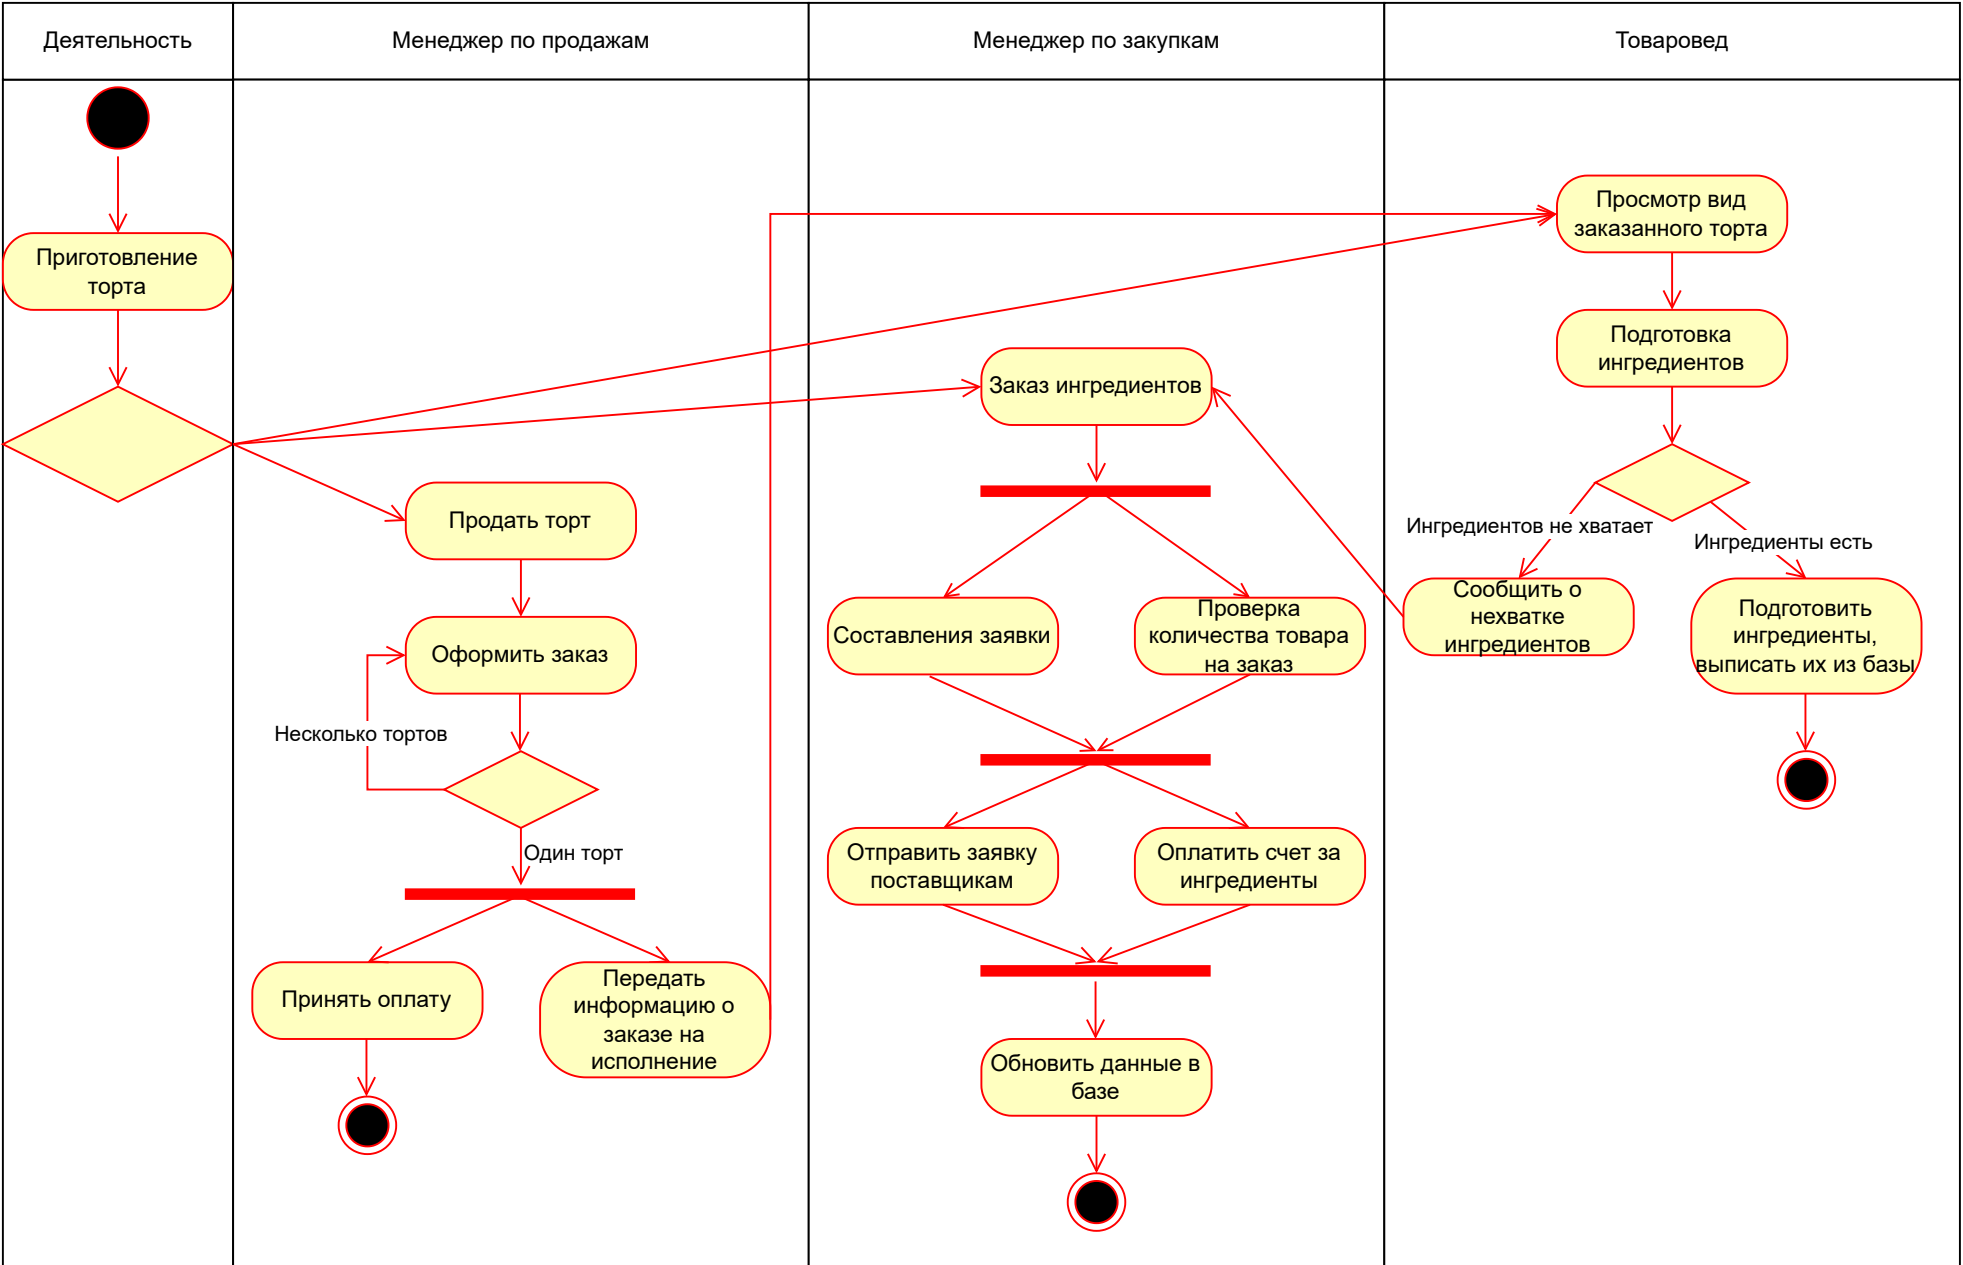 Деятельность
Менеджер по продажам
Менеджер по закупкам
Товаровед
Приготовление
торта
Продать торт
Оформить заказ
Несколько тортов
Один торт
Принять оплату
Передать
информацию о
заказе на
исполнение
Заказ ингредиентов
Составления заявки
Проверка
количества товара
на заказ
Отправить заявку
поставщикам
Оплатить счет за
ингредиенты
Обновить данные в
базе
Просмотр вид
заказанного торта
Подготовка
ингредиентов
Ингредиентов не хватает
Ингредиенты есть
Сообщить о
нехватке
ингредиентов
Подготовить
ингредиенты,
выписать их из базы